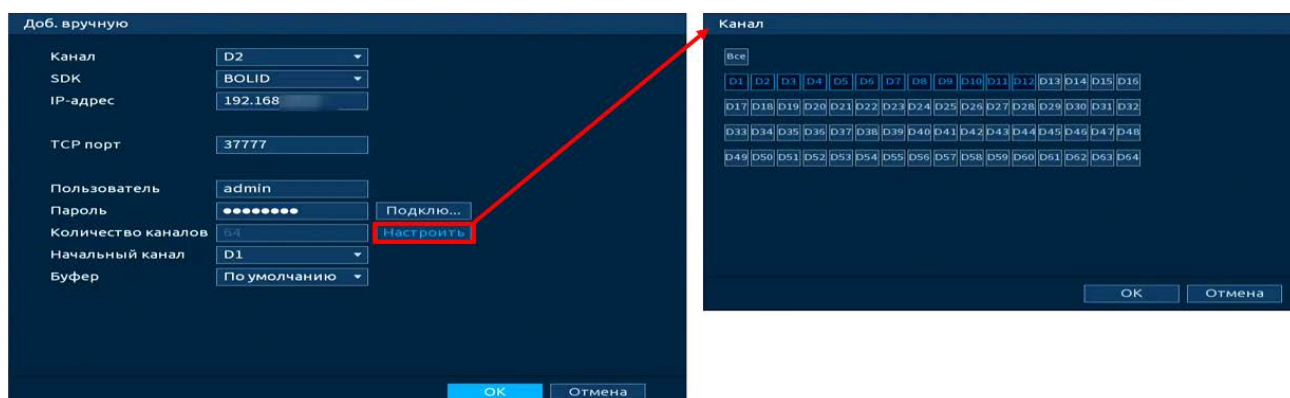 Доб. вручную
Канал D2
SDK BOLID
IP-адрес 192.168
TCP порт 37777
Пользователь admin
Пароль ●●●●●●●● Подклю...
Количество каналов 64 Настроить
Начальный канал D1
Буфер По умолчанию
OK Отмена
Канал
Все
D1 D2 D3 D4 D5 D6 D7 D8 D9 D10 D11 D12 D13 D14 D15 D16
D17 D18 D19 D20 D21 D22 D23 D24 D25 D26 D27 D28 D29 D30 D31 D32
D33 D34 D35 D36 D37 D38 D39 D40 D41 D42 D43 D44 D45 D46 D47 D48
D49 D50 D51 D52 D53 D54 D55 D56 D57 D58 D59 D60 D61 D62 D63 D64
OK Отмена